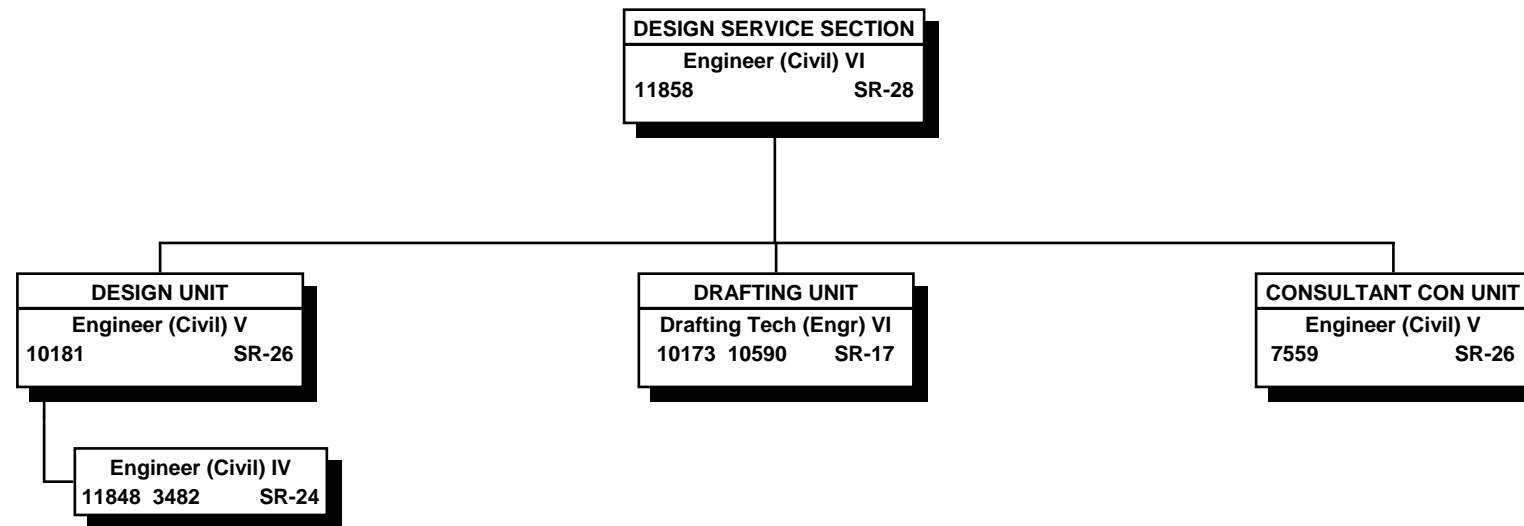 DESIGN SERVICE SECTION
Engineer (Civil) VI
11858 SR-28
DESIGN UNIT
Engineer (Civil) V
10181 SR-26
DRAFTING UNIT
Drafting Tech (Engr) VI
10173 10590 SR-17
CONSULTANT CON UNIT
Engineer (Civil) V
7559 SR-26
Engineer (Civil) IV
11848 3482 SR-24